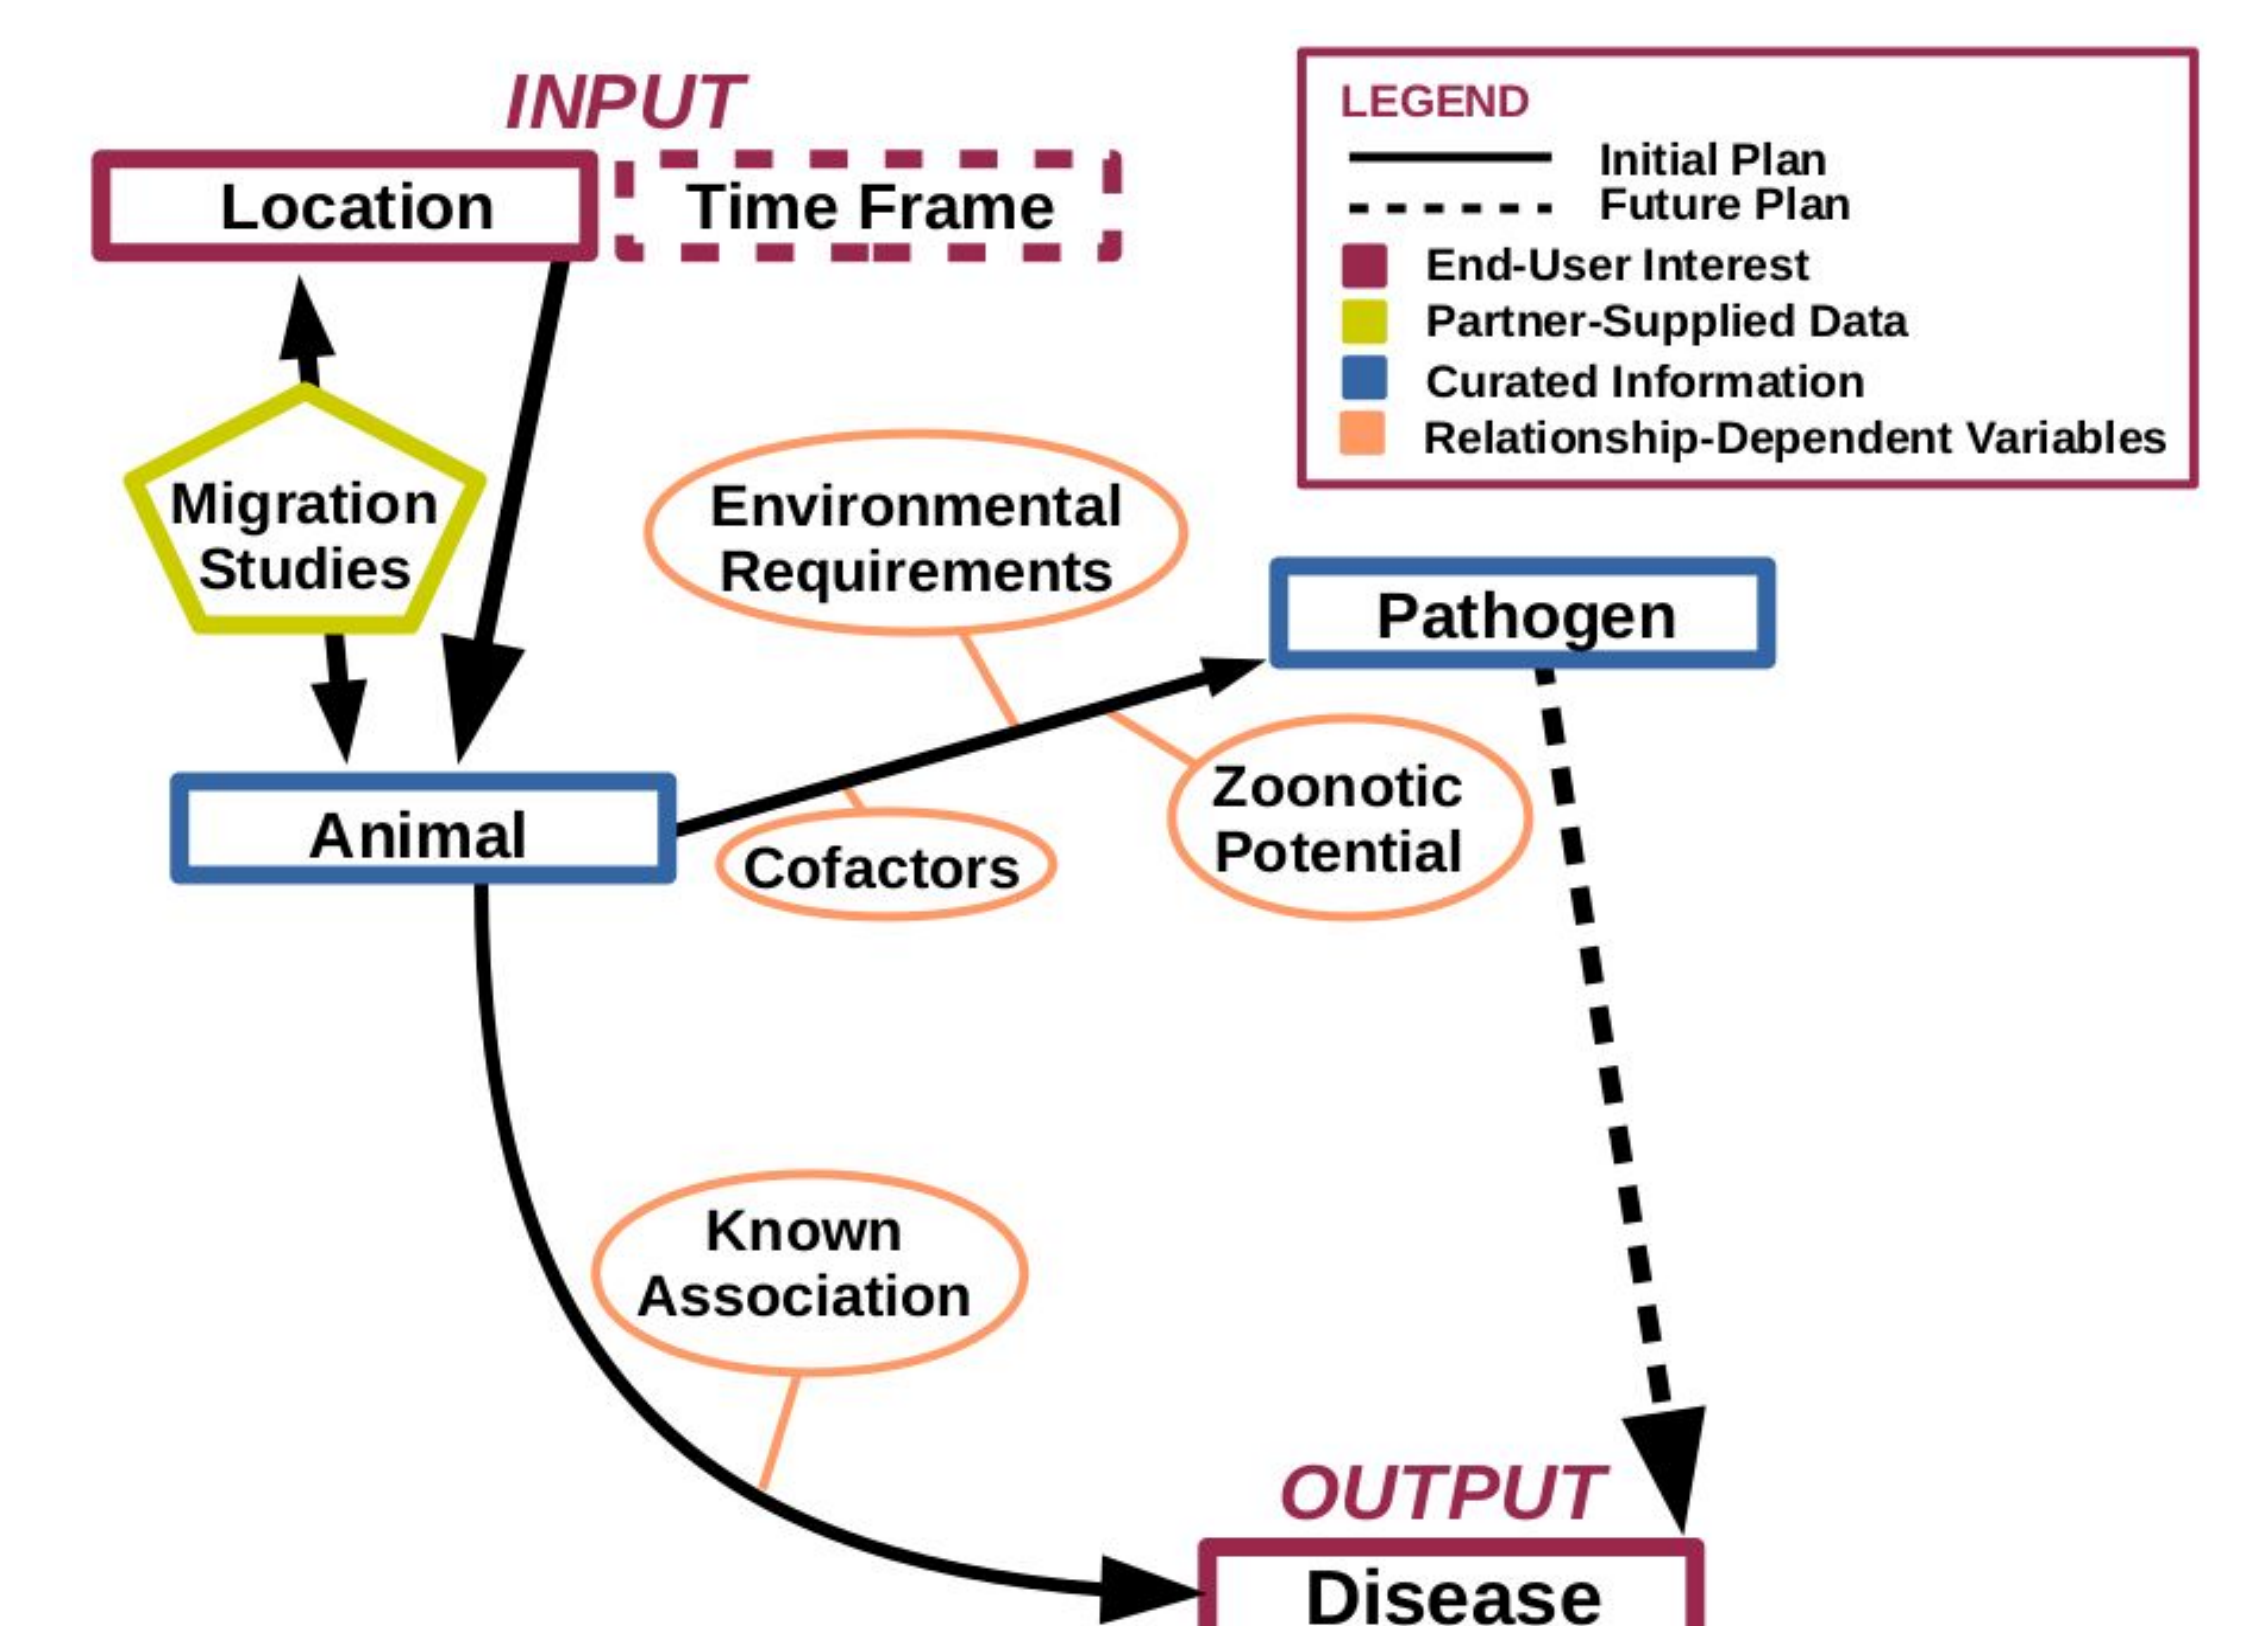 INPUT
Location
Time Frame
LEGEND
Initial Plan
Future Plan
End-User Interest
Partner-Supplied Data
Curated Information
Relationship-Dependent Variables
Migration
Studies
Environmental
Requirements
Pathogen
Zoonotic
Potential
Animal
Cofactors
Known
Association
OUTPUT
Disease